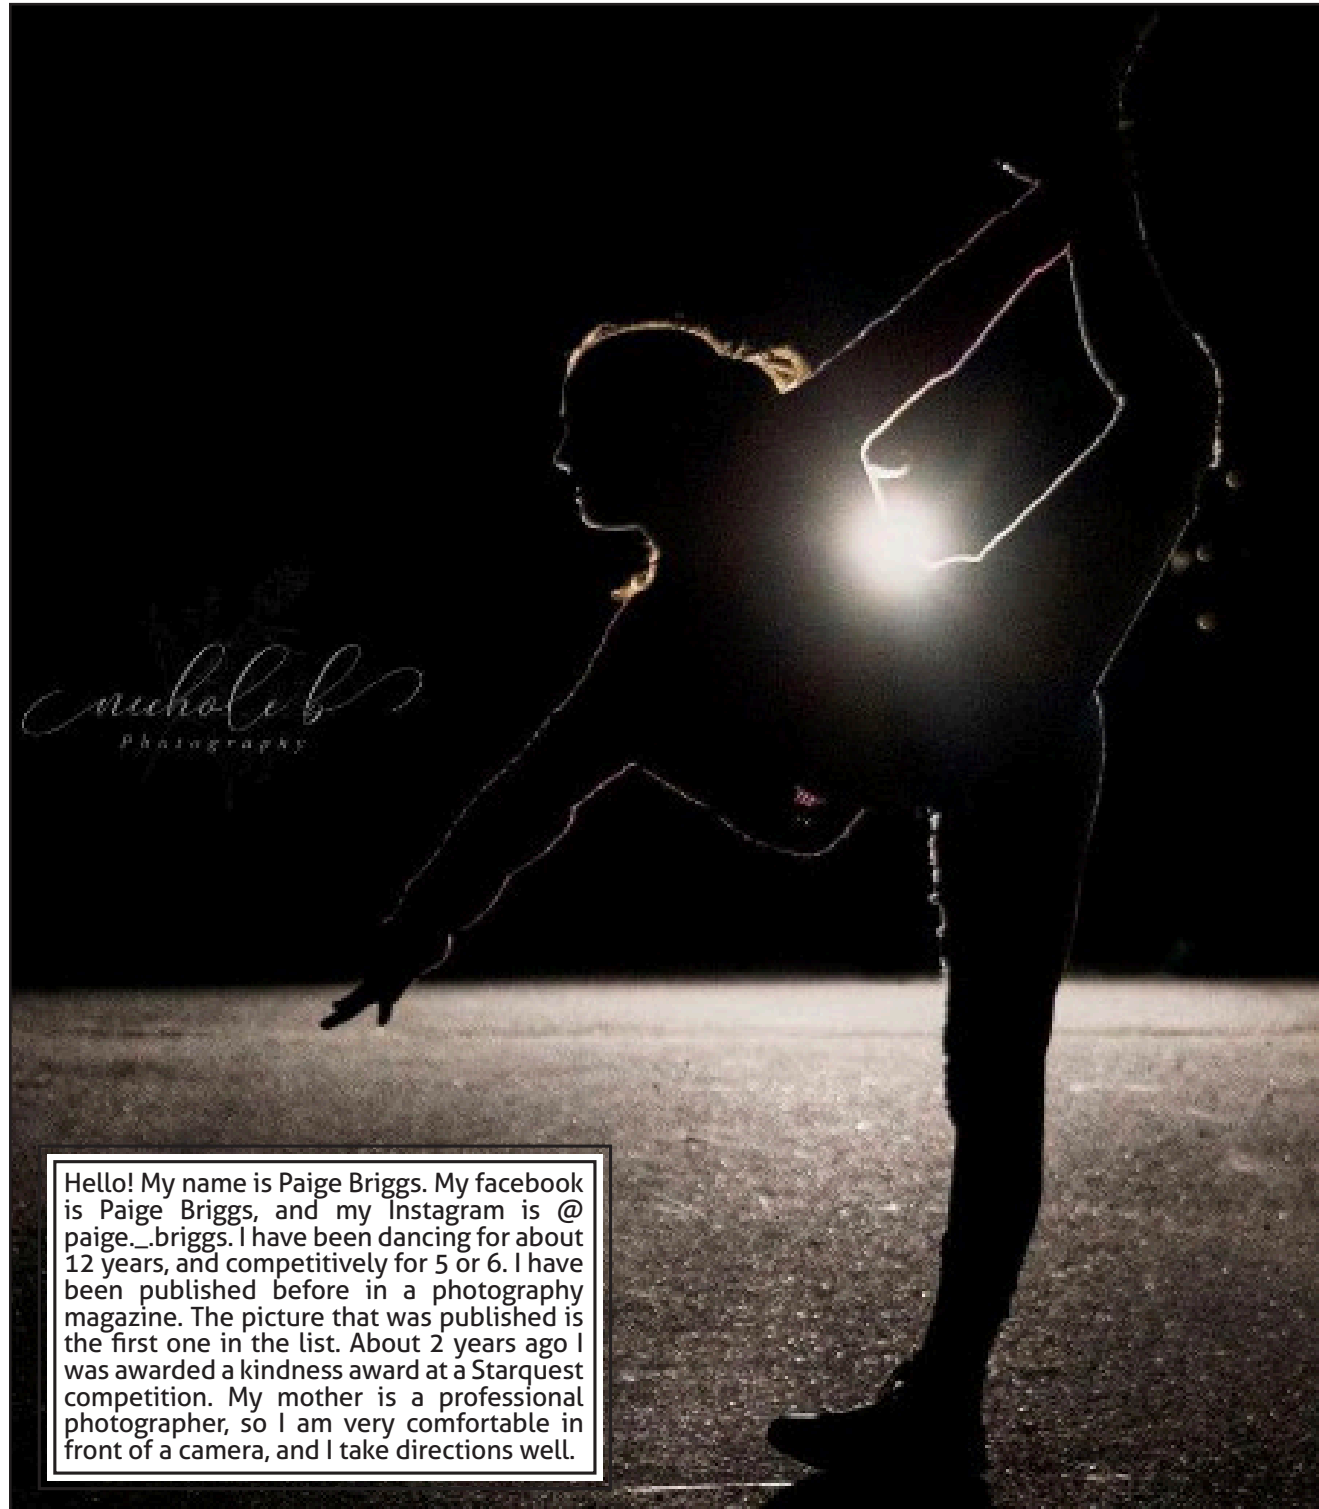 nichole b
Photography
Hello! My name is Paige Briggs. My facebook
is Paige Briggs, and my Instagram is @
paige._.briggs. I have been dancing for about
12 years, and competitively for 5 or 6. I have
been published before in a photography
magazine. The picture that was published is
the first one in the list. About 2 years ago I
was awarded a kindness award at a Starquest
competition. My mother is a professional
photographer, so I am very comfortable in
front of a camera, and I take directions well.